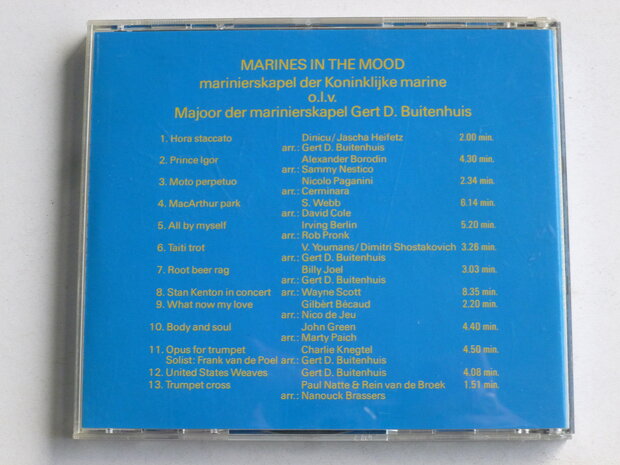 MARINES IN THE MOOD
marinierskapel der Koninklijke marine
o.l.v.
Majoor der marinierskapel Gert D. Buitenhuis
1. Hora staccato Dinicu/Jascha Heifetz 2.00 min.
arr.: Gert D. Buitenhuis
2. Prince Igor Alexander Borodin 4,30 min.
arr.: Sammy Nestico
3. Moto perpetuo Nicolo Paganini 2.34 min.
arr.: Cerminara
4. MacArthur park S. Webb 6.14 min.
arr.: David Cole
5. All by myself Irving Berlin 5.20 min.
arr.: Rob Pronk
6. Taiti trot V. Youmans/Dimitri Shostakovich 3.26 min.
arr.: Gert D. Buitenhuis
7. Root beer rag Billy Joel 3.03 min.
arr.: Gert D. Buitenhuis
8. Stan Kenton in concert arr.: Wayne Scott 8.35 min.
9. What now my love Gilbèrt Bécaud 2.20 min.
arr.: Nico de Jeu
10. Body and soul John Green 4.40 min.
arr.: Marty Paich
11. Opus for trumpet Charlie Knegtel 4.50 min.
Solist: Frank van de Poel arr.: Gert D. Buitenhuis
12. United States Weaves Gert D. Buitenhuis 4.08 min.
13. Trumpet cross Paul Natte & Rein van de Broek 1.51 min.
arr.: Nanouck Brassers